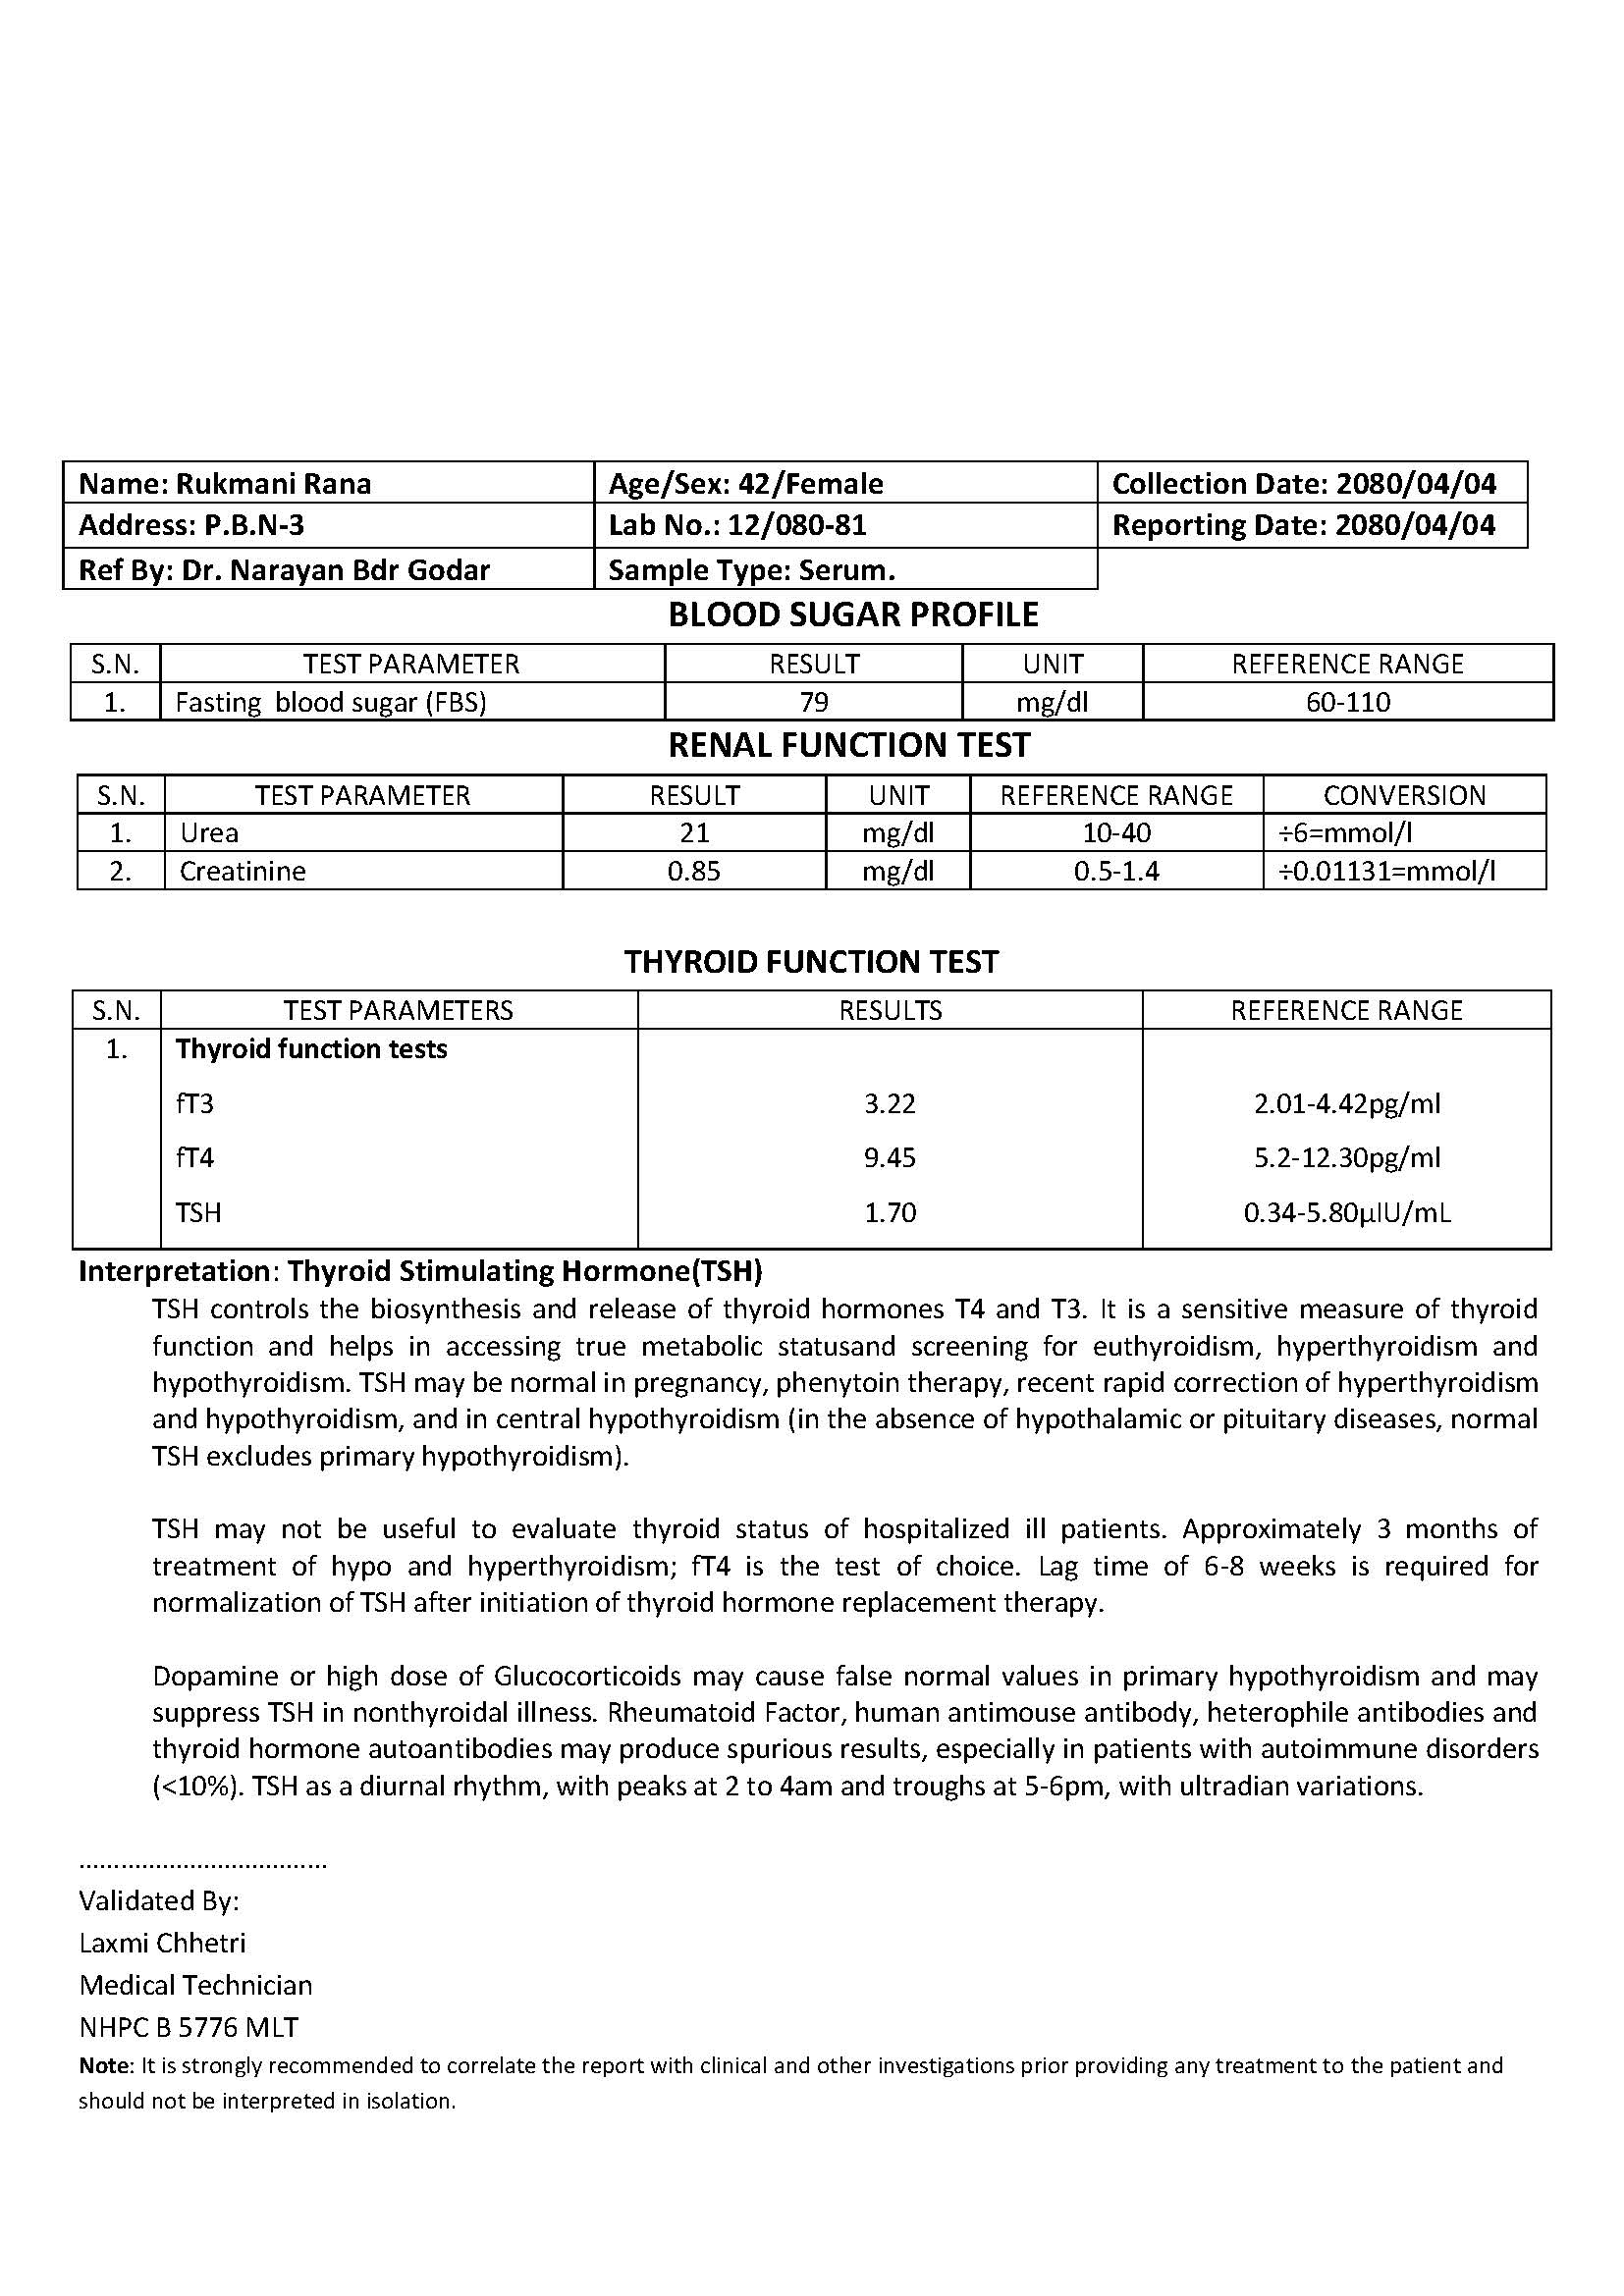 Name: Rukmani Rana Age/Sex: 42/Female Collection Date: 2080/04/04
Address: P.B.N-3 Lab No.: 12/080-81 Reporting Date: 2080/04/04
Ref By: Dr. Narayan Bdr Godar Sample Type: Serum.
BLOOD SUGAR PROFILE
S.N. TEST PARAMETER RESULT UNIT REFERENCE RANGE
1. Fasting blood sugar (FBS) 79 mg/dl 60-110
RENAL FUNCTION TEST
S.N. TEST PARAMETER RESULT UNIT REFERENCE RANGE CONVERSION
1. Urea 21 mg/dl 10-40 ÷6=mmol/l
2. Creatinine 0.85 mg/dl 0.5-1.4 ÷0.01131=mmol/l
THYROID FUNCTION TEST
S.N. TEST PARAMETERS RESULTS REFERENCE RANGE
1. Thyroid function tests
fT3 3.22 2.01-4.42pg/ml
fT4 9.45 5.2-12.30pg/ml
TSH 1.70 0.34-5.80µIU/mL
Interpretation: Thyroid Stimulating Hormone(TSH)
TSH controls the biosynthesis and release of thyroid hormones T4 and T3. It is a sensitive measure of thyroid
function and helps in accessing true metabolic statusand screening for euthyroidism, hyperthyroidism and
hypothyroidism. TSH may be normal in pregnancy, phenytoin therapy, recent rapid correction of hyperthyroidism
and hypothyroidism, and in central hypothyroidism (in the absence of hypothalamic or pituitary diseases, normal
TSH excludes primary hypothyroidism).
TSH may not be useful to evaluate thyroid status of hospitalized ill patients. Approximately 3 months of
treatment of hypo and hyperthyroidism; fT4 is the test of choice. Lag time of 6-8 weeks is required for
normalization of TSH after initiation of thyroid hormone replacement therapy.
Dopamine or high dose of Glucocorticoids may cause false normal values in primary hypothyroidism and may
suppress TSH in nonthyroidal illness. Rheumatoid Factor, human antimouse antibody, heterophile antibodies and
thyroid hormone autoantibodies may produce spurious results, especially in patients with autoimmune disorders
(<10%). TSH as a diurnal rhythm, with peaks at 2 to 4am and troughs at 5-6pm, with ultradian variations.
....................................
Validated By:
Laxmi Chhetri
Medical Technician
NHPC B 5776 MLT
Note: It is strongly recommended to correlate the report with clinical and other investigations prior providing any treatment to the patient and
should not be interpreted in isolation.